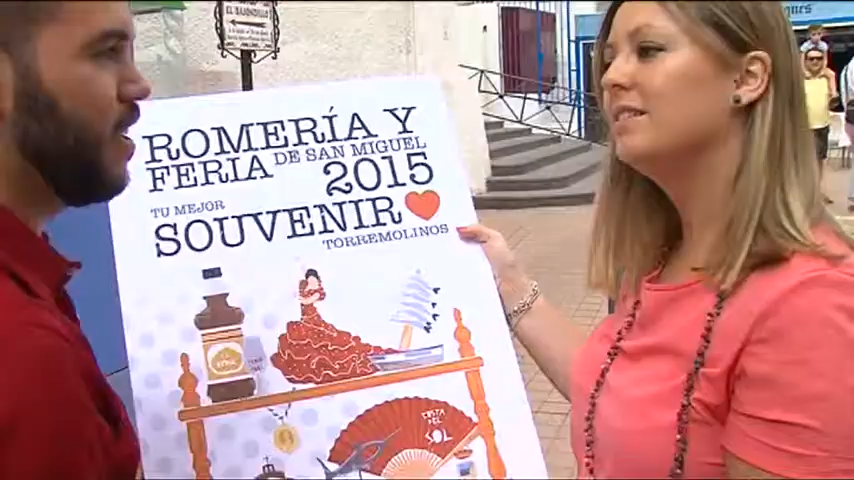 EL BAJONDILLO
ROMERÍA Y
FERIA DE SAN MIGUEL
2015
TU MEJOR
SOUVENIR
TORREMOLINOS
COSTA DEL
SOL